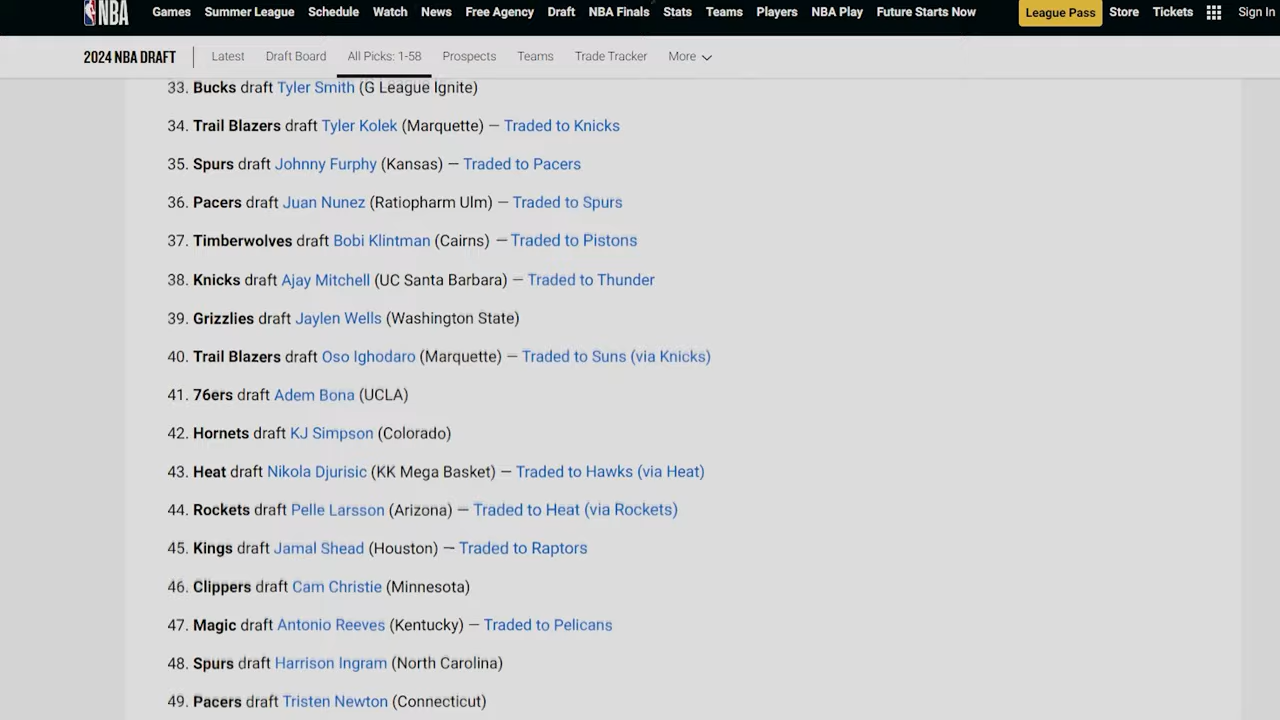 NBA Games Summer League Schedule Watch News Free Agency Draft NBA Finals Stats Teams Players NBA Play Future Starts Now League Pass Store Tickets Sign In
2024 NBA DRAFT Latest Draft Board All Picks: 1-58 Prospects Teams Trade Tracker More
33. Bucks draft Tyler Smith (G League Ignite)
34. Trail Blazers draft Tyler Kolek (Marquette) — Traded to Knicks
35. Spurs draft Johnny Furphy (Kansas) — Traded to Pacers
36. Pacers draft Juan Nunez (Ratiopharm Ulm) — Traded to Spurs
37. Timberwolves draft Bobi Klintman (Cairns) — Traded to Pistons
38. Knicks draft Ajay Mitchell (UC Santa Barbara) — Traded to Thunder
39. Grizzlies draft Jaylen Wells (Washington State)
40. Trail Blazers draft Oso Ighodaro (Marquette) — Traded to Suns (via Knicks)
41. 76ers draft Adem Bona (UCLA)
42. Hornets draft KJ Simpson (Colorado)
43. Heat draft Nikola Djurisic (KK Mega Basket) — Traded to Hawks (via Heat)
44. Rockets draft Pelle Larsson (Arizona) — Traded to Heat (via Rockets)
45. Kings draft Jamal Shead (Houston) — Traded to Raptors
46. Clippers draft Cam Christie (Minnesota)
47. Magic draft Antonio Reeves (Kentucky) — Traded to Pelicans
48. Spurs draft Harrison Ingram (North Carolina)
49. Pacers draft Tristen Newton (Connecticut)